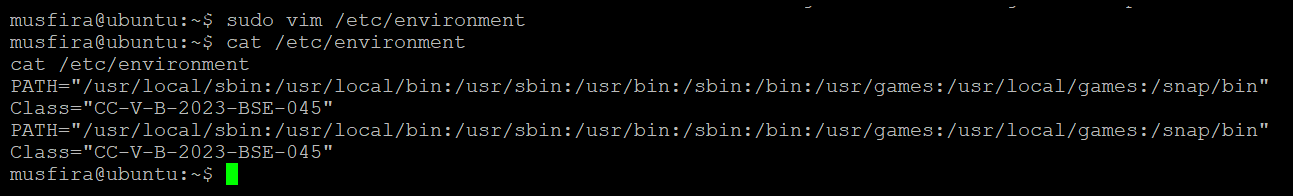 musfira@ubuntu:~$ sudo vim /etc/environment
musfira@ubuntu:~$ cat /etc/environment
cat /etc/environment
PATH="/usr/local/sbin:/usr/local/bin:/usr/sbin:/usr/bin:/sbin:/bin:/usr/games:/usr/local/games:/snap/bin"
Class="CC-V-B-2023-BSE-045"
PATH="/usr/local/sbin:/usr/local/bin:/usr/sbin:/usr/bin:/sbin:/bin:/usr/games:/usr/local/games:/snap/bin"
Class="CC-V-B-2023-BSE-045"
musfira@ubuntu:~$